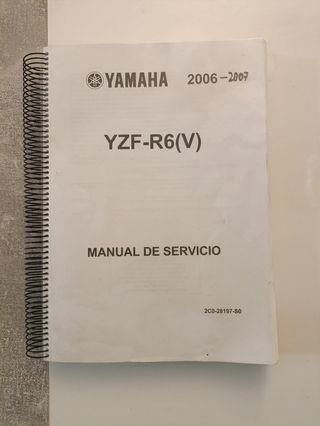 YAMAHA 2006-2007
YZF-R6(V)
MANUAL DE SERVICIO
2C0-28197-S0